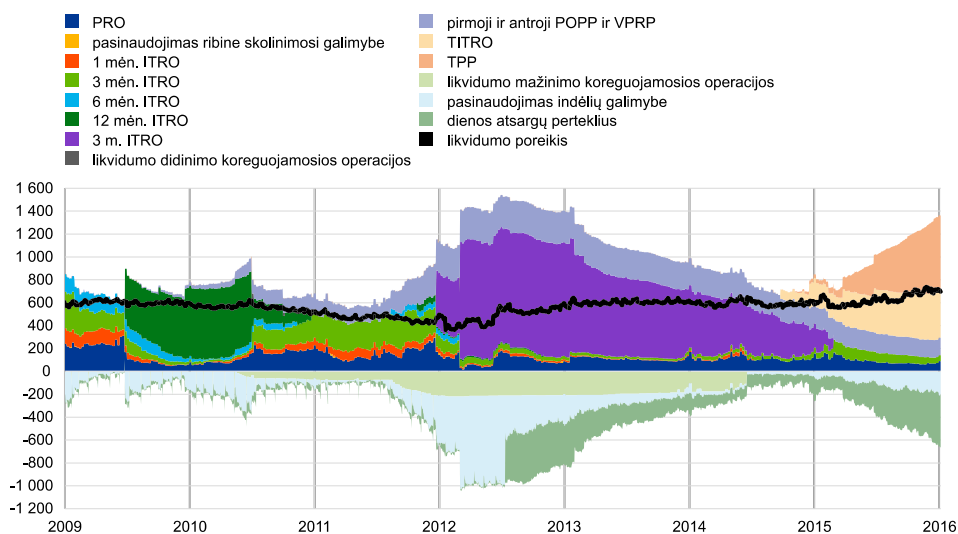 PRO
pasinaudojimas ribine skolinimosi galimybe
1 mėn. ITRO
3 mėn. ITRO
6 mėn. ITRO
12 mėn. ITRO
3 m. ITRO
likvidumo didinimo koreguojamosios operacijos
pirmoji ir antroji POPP ir VPRP
TITRO
TPP
likvidumo mažinimo koreguojamosios operacijos
pasinaudojimas indėlių galimybe
dienos atsargų perteklius
likvidumo poreikis
1 600
1 400
1 200
1 000
800
600
400
200
0
-200
-400
-600
-800
-1 000
-1 200
2009 2010 2011 2012 2013 2014 2015 2016